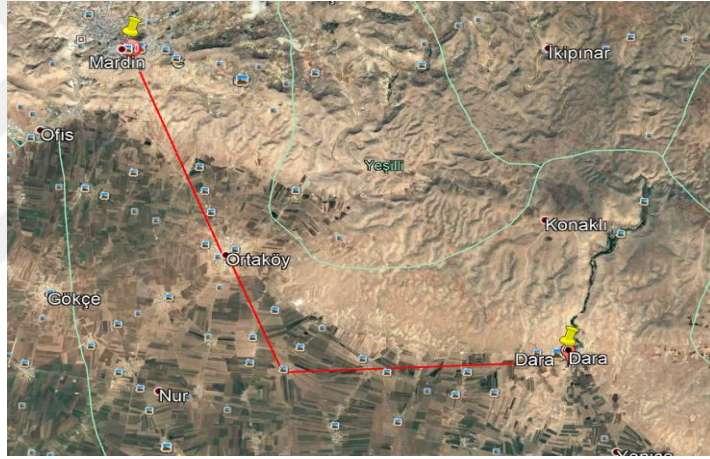 Mardin
İkipınar
Ofis
Yeşilli
Konaklı
Ortaköy
Gökçe
Dara
Dara
Nur